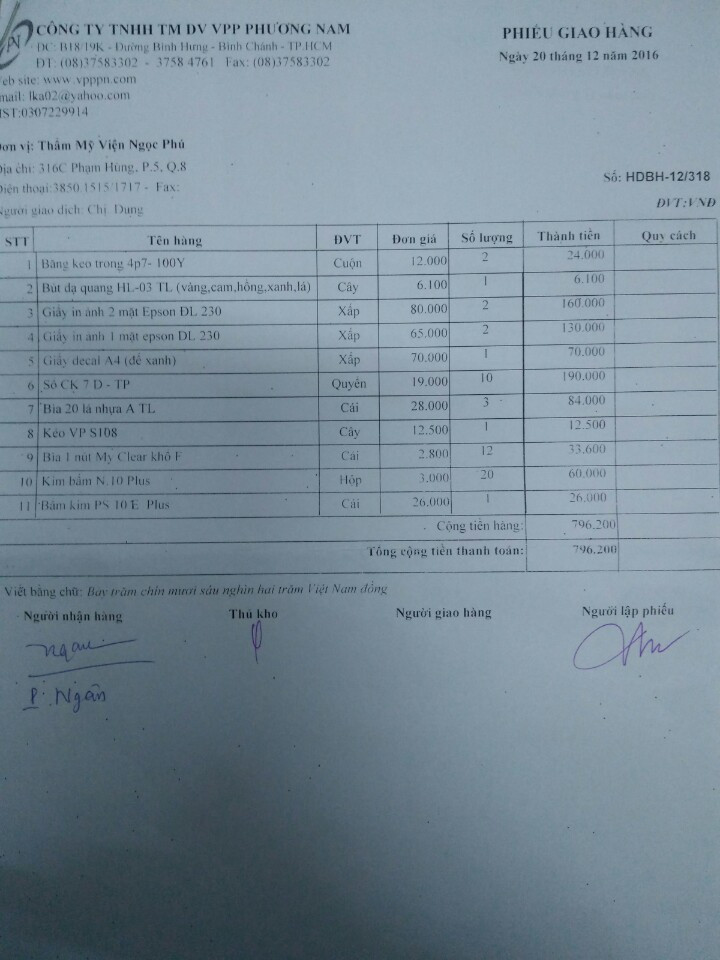 CÔNG TY TNHH TM DV VPP PHƯƠNG NAM
ĐC: B18/19K - Đường Bình Hưng - Bình Chánh - TP.HCM
ĐT: (08)37583302 - 3758 4761 Fax: (08)37583302
eb site: www.vpppn.com
mail: lka02@yahoo.com
ST:0307229914
PHIẾU GIAO HÀNG
Ngày 20 tháng 12 năm 2016
ơn vị: Thẩm Mỹ Viện Ngọc Phú
ịa chỉ: 316C Phạm Hùng, P.5, Q.8
iện thoại:3850.1515/1717 - Fax:
gười giao dịch: Chị Dung
Số: HDBH-12/318
ĐVT:VNĐ
STT Tên hàng ĐVT Đơn giá Số lượng Thành tiền Quy cách
1 Băng keo trong 4p7- 100Y Cuộn 12.000 2 24.000
2 Bút dạ quang HL-03 TL (vàng,cam,hồng,xanh,lá) Cây 6.100 1 6.100
3 Giấy in ảnh 2 mặt Epson DL 230 Xấp 80.000 2 160.000
4 Giấy in ảnh 1 mặt epson DL 230 Xấp 65.000 2 130.000
5 Giấy decal A4 (đế xanh) Xấp 70.000 1 70.000
6 Sổ CK 7 D - TP Quyển 19.000 10 190.000
7 Bìa 20 lá nhựa A TL Cái 28.000 3 84.000
8 Kéo VP S108 Cây 12.500 1 12.500
9 Bìa 1 nút My Clear khổ F Cái 2.800 12 33.600
10 Kim bấm N.10 Plus Hộp 3.000 20 60.000
11 Bấm kim PS 10 E Plus Cái 26.000 1 26.000
Cộng tiền hàng: 796.200
Tổng cộng tiền thanh toán: 796.200
Viết bằng chữ: Bảy trăm chín mươi sáu nghìn hai trăm Việt Nam đồng
Người nhận hàng Thủ kho Người giao hàng Người lập phiếu
Ngân
P. Ngân